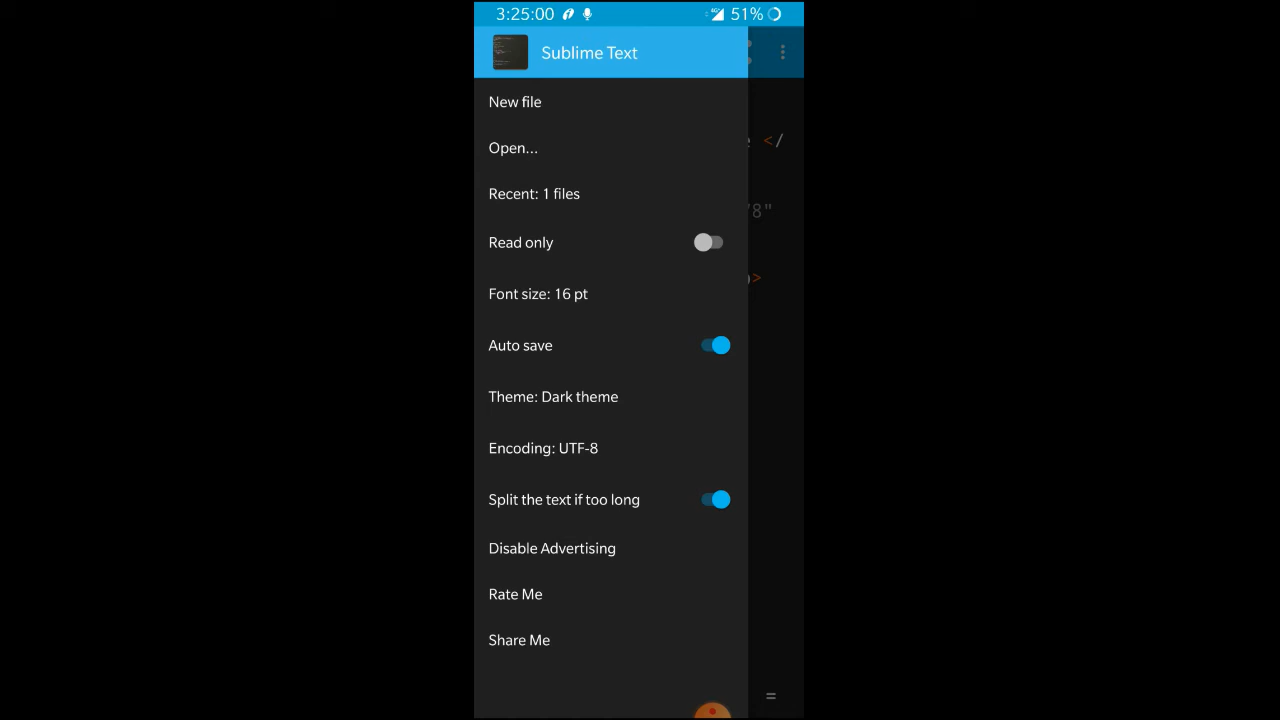 3:25:00 51%
Sublime Text
New file
Open...
Recent: 1 files
Read only
Font size: 16 pt
Auto save
Theme: Dark theme
Encoding: UTF-8
Split the text if too long
Disable Advertising
Rate Me
Share Me
</
8"
>
=